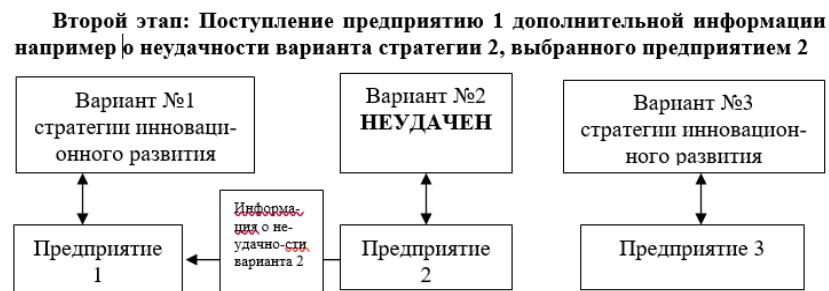 Второй этап: Поступление предприятию 1 дополнительной информации
например о неудачности варианта стратегии 2, выбранного предприятием 2
Вариант №1
стратегии инноваци-
онного развития
Вариант №2
НЕУДАЧЕН
Вариант №3
стратегии инновацион-
ного развития
Информа-
ция о не-
удачно-сти
варианта 2
Предприятие
1
Предприятие
2
Предприятие 3